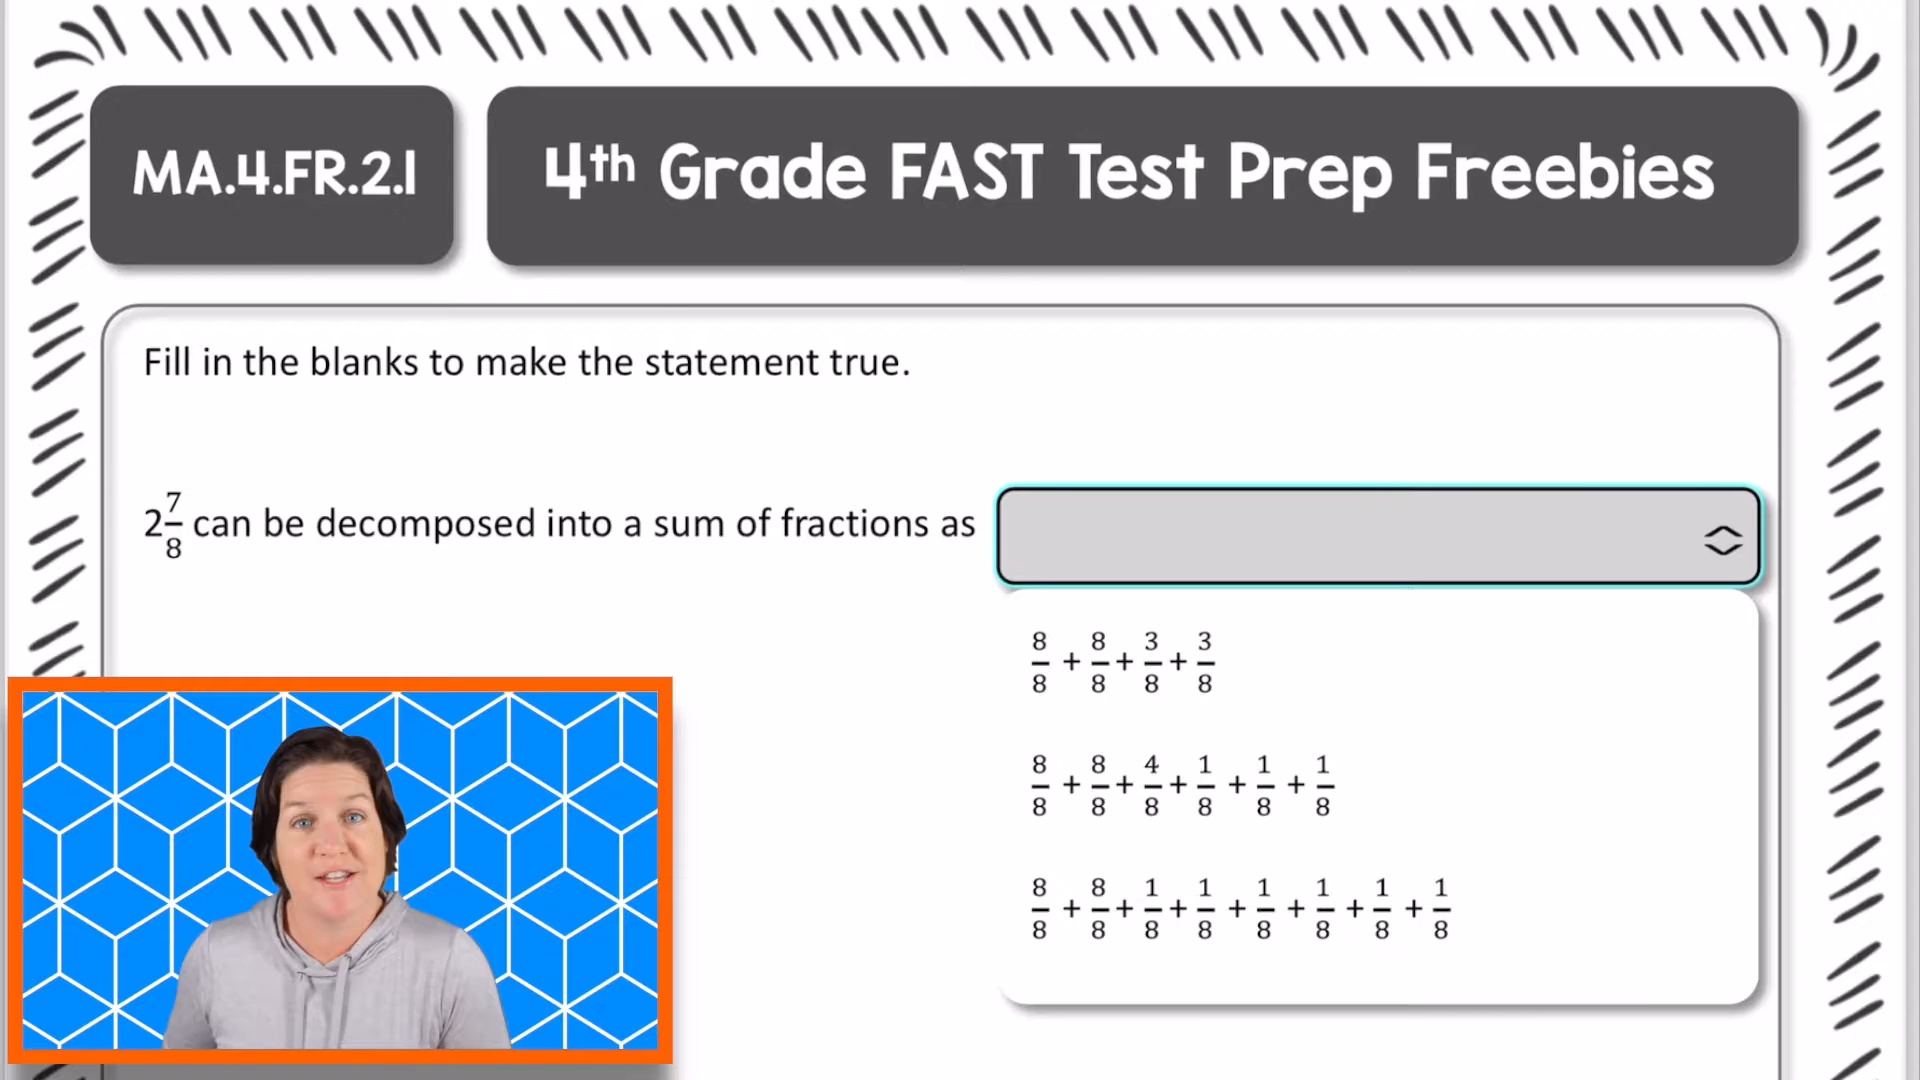 MA.4.FR.2.1
4th Grade FAST Test Prep Freebies
Fill in the blanks to make the statement true.
2 7/8 can be decomposed into a sum of fractions as
8/8 + 8/8 + 3/8 + 3/8
8/8 + 8/8 + 4/8 + 1/8 + 1/8 + 1/8
8/8 + 8/8 + 1/8 + 1/8 + 1/8 + 1/8 + 1/8 + 1/8